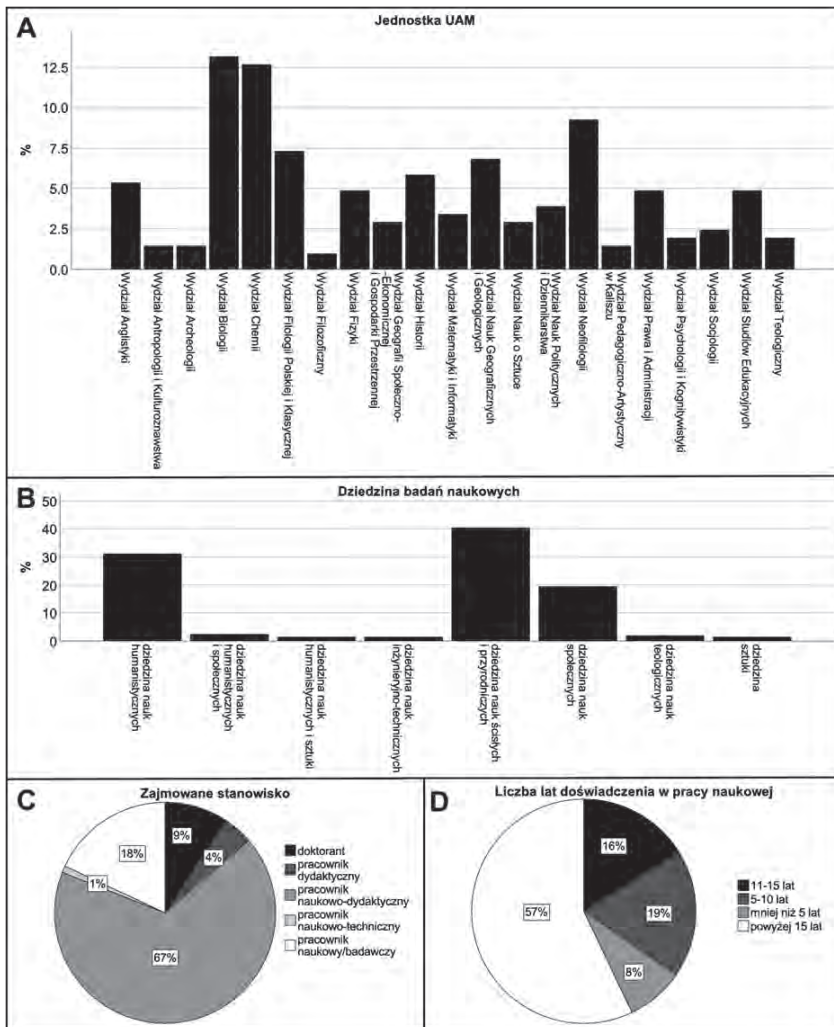 A
Jednostka UAM
%
12.5
10.0
7.5
5.0
2.5
0.0
Wydział Anglistyki
Wydział Antropologii i Kulturoznawstwa
Wydział Archeologii
Wydział Biologii
Wydział Chemii
Wydział Filologii Polskiej i Klasycznej
Wydział Filozoficzny
Wydział Fizyki
Wydział Geografii Społeczno-
-Ekonomicznej
i Gospodarki Przestrzennej
Wydział Historii
Wydział Matematyki i Informatyki
Wydział Nauk Geograficznych
i Geologicznych
Wydział Nauk o Sztuce
Wydział Nauk Politycznych
i Dziennikarstwa
Wydział Neofilologii
Wydział Pedagogiczno-Artystyczny
w Kaliszu
Wydział Prawa i Administracji
Wydział Psychologii i Kognitywistyki
Wydział Socjologii
Wydział Studiów Edukacyjnych
Wydział Teologiczny
B
Dziedzina badań naukowych
%
50
40
30
20
10
0
dziedzina nauk
humanistycznych
dziedzina nauk
humanistycznych
i społecznych
dziedzina nauk
humanistycznych i sztuki
dziedzina nauk
inżynieryjno-technicznych
dziedzina nauk ścisłych
i przyrodniczych
dziedzina nauk
społecznych
dziedzina nauk
teologicznych
dziedzina
sztuki
C
Zajmowane stanowisko
9%
4%
67%
1%
18%
doktorant
pracownik
dydaktyczny
pracownik
naukowo-dydaktyczny
pracownik
naukowo-techniczny
pracownik
naukowy/badawczy
D
Liczba lat doświadczenia w pracy naukowej
16%
19%
8%
57%
11-15 lat
5-10 lat
mniej niż 5 lat
powyżej 15 lat